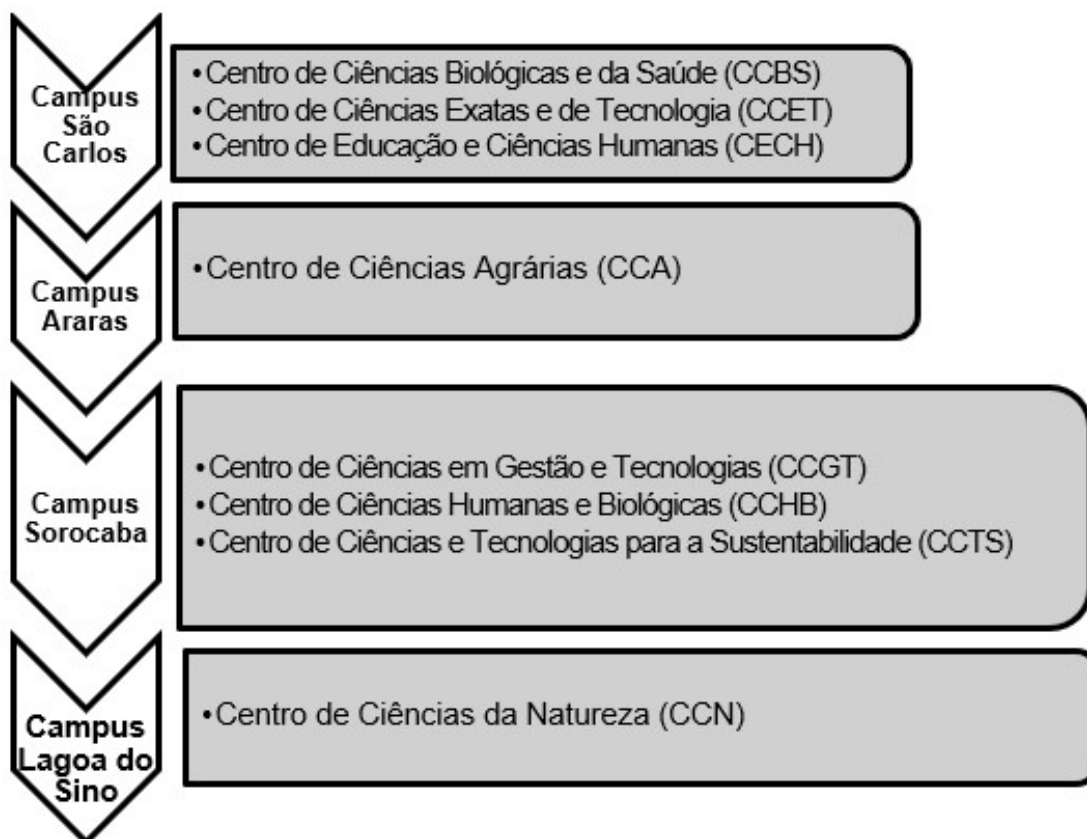 Campus
São
Carlos
•Centro de Ciências Biológicas e da Saúde (CCBS)
•Centro de Ciências Exatas e de Tecnologia (CCET)
•Centro de Educação e Ciências Humanas (CECH)
Campus
Araras
•Centro de Ciências Agrárias (CCA)
Campus
Sorocaba
•Centro de Ciências em Gestão e Tecnologias (CCGT)
•Centro de Ciências Humanas e Biológicas (CCHB)
•Centro de Ciências e Tecnologias para a Sustentabilidade (CCTS)
Campus
Lagoa do
Sino
•Centro de Ciências da Natureza (CCN)